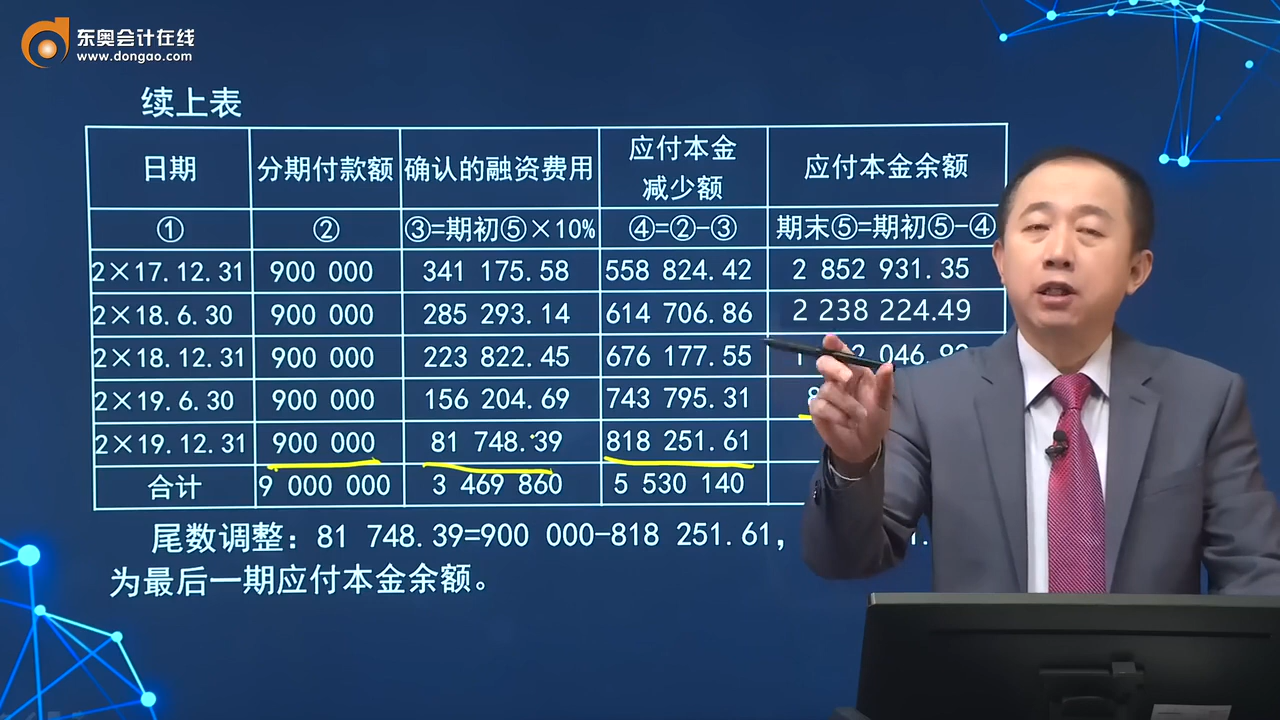 东奥会计在线
www.dongao.com
续上表
日期 分期付款额 确认的融资费用 应付本金减少额 应付本金余额
① ② ③=期初⑤×10% ④=②-③ 期末⑤=期初⑤-④
2×17.12.31 900 000 341 175.58 558 824.42 2 852 931.35
2×18.6.30 900 000 285 293.14 614 706.86 2 238 224.49
2×18.12.31 900 000 223 822.45 676 177.55
2×19.6.30 900 000 156 204.69 743 795.31
2×19.12.31 900 000 81 748.39 818 251.61
合计 9 000 000 3 469 860 5 530 140
尾数调整：81 748.39=900 000-818 251.61，
为最后一期应付本金余额。